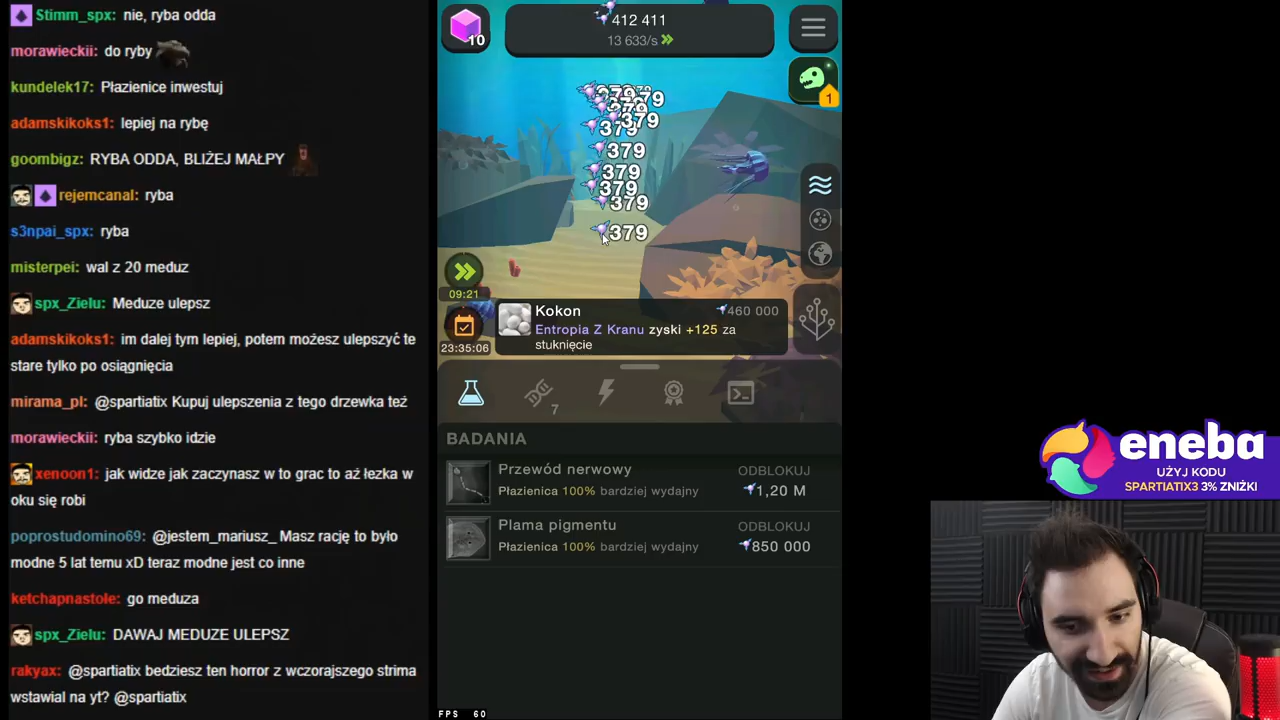 Stimm_spx: nie, ryba odda
morawieckii: do ryby
kundelek17: Płazienice inwestuj
adamskikoks1: lepiej na rybę
goombigz: RYBA ODDA, BLIŻEJ MAŁPY
rejemcanal: ryba
s3npai_spx: ryba
misterpei: wal z 20 meduz
spx_Zielu: Meduze ulepsz
adamskikoks1: im dalej tym lepiej, potem możesz ulepszyć te
stare tylko po osiągnięcia
mirama_pl: @spartiatix Kupuj ulepszenia z tego drzewka też
morawieckii: ryba szybko idzie
xenoon1: jak widze jak zaczynasz w to grac to aż łezka w
oku się robi
poprostudomino69: @jestem_mariusz_ Masz rację to było
modne 5 lat temu xD teraz modne jest co inne
ketchapnastole: go meduza
spx_Zielu: DAWAJ MEDUZE ULEPSZ
rakyax: @spartiatix bedziesz ten horror z wczorajszego strima
wstawial na yt? @spartiatix
10
412 411
13 633/s
1
379
379
379
379
379
379
379
379
379
09:21
23:35:06
Kokon
460 000
Entropia Z Kranu zyski +125 za
stuknięcie
7
BADANIA
Przewód nerwowy
ODBLOKUJ
Płazienica 100% bardziej wydajny
1,20 M
Plama pigmentu
ODBLOKUJ
Płazienica 100% bardziej wydajny
850 000
FPS 60
eneba
UŻYJ KODU
SPARTIATIX3 3% ZNIŻKI